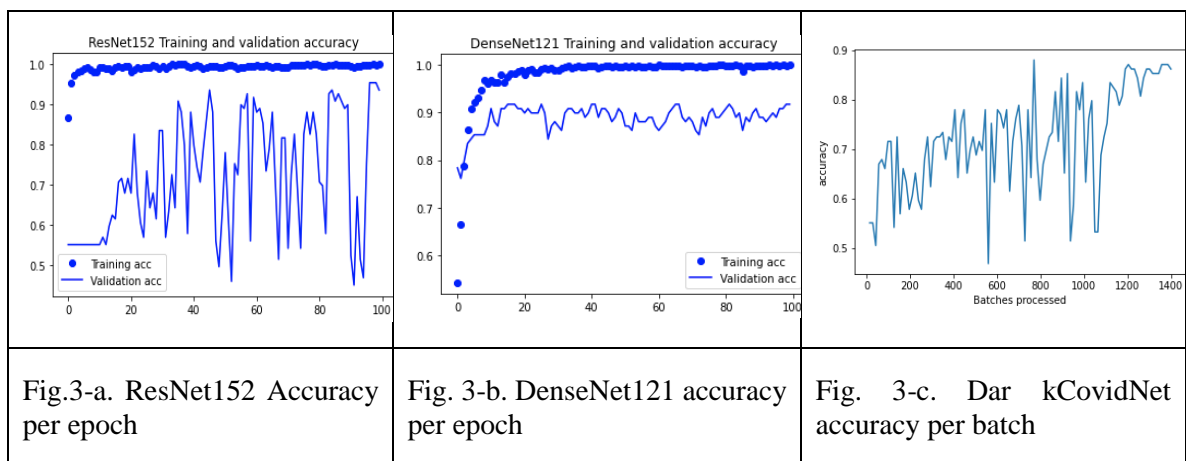 ResNet152 Training and validation accuracy
1.0
0.9
0.8
0.7
0.6
0.5
Training acc
Validation acc
0 20 40 60 80 100
DenseNet121 Training and validation accuracy
1.0
0.9
0.8
0.7
0.6
Training acc
Validation acc
0 20 40 60 80 100
0.9
0.8
0.7
0.6
0.5
accuracy
0 200 400 600 800 1000 1200 1400
Batches processed
Fig.3-a. ResNet152 Accuracy
per epoch
Fig. 3-b. DenseNet121 accuracy
per epoch
Fig. 3-c. Dar kCovidNet
accuracy per batch